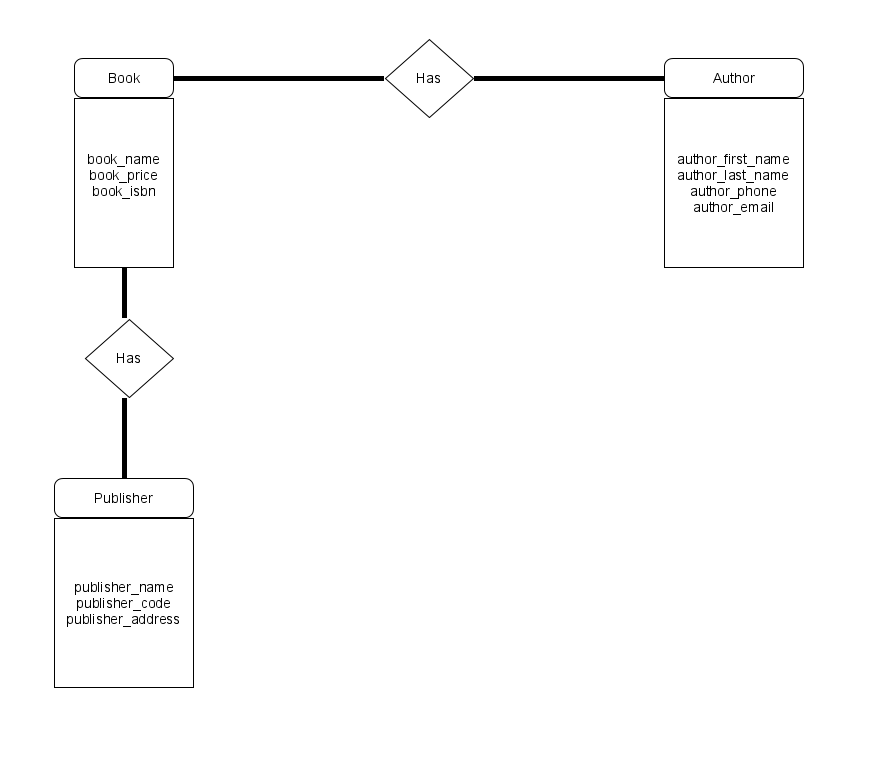 Book
Has
Author
book_name
book_price
book_isbn
author_first_name
author_last_name
author_phone
author_email
Has
Publisher
publisher_name
publisher_code
publisher_address